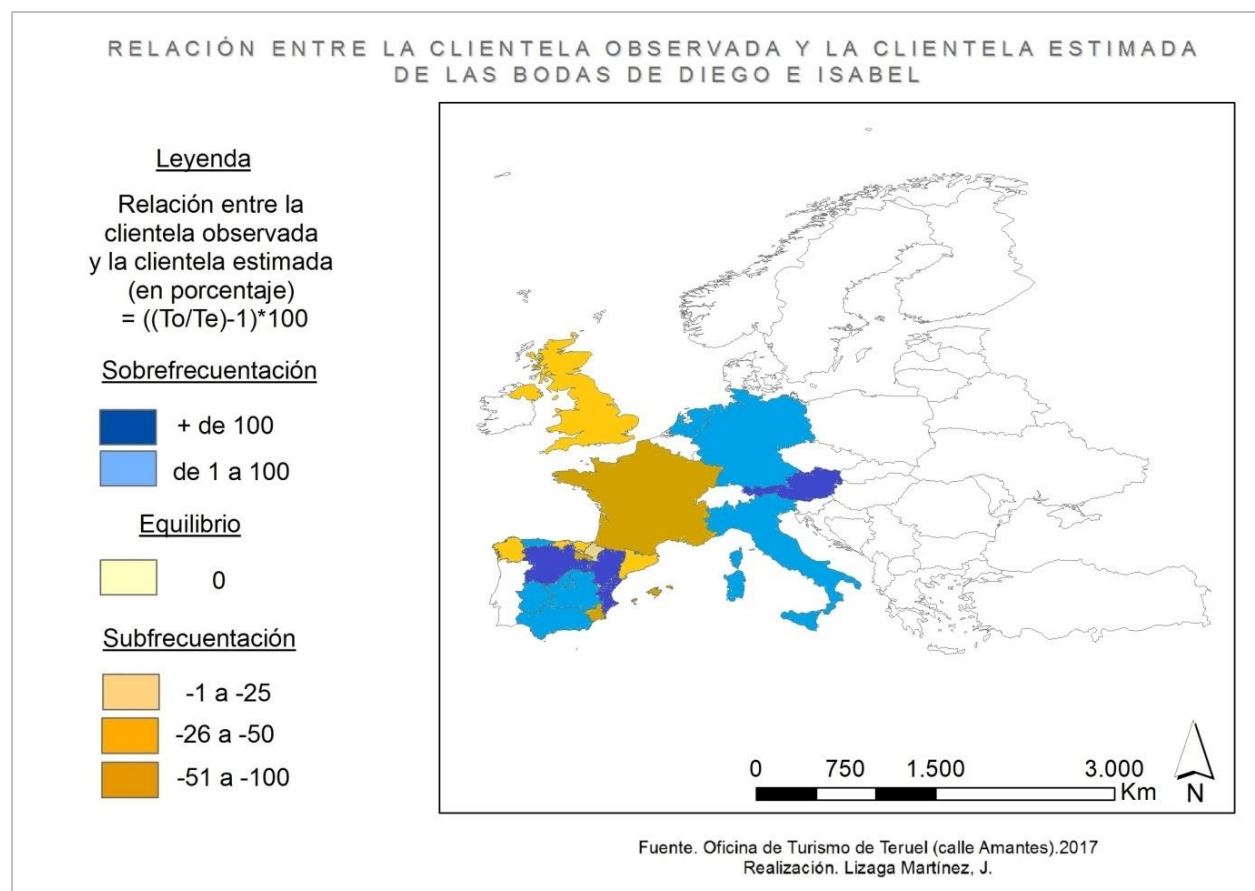 RELACIÓN ENTRE LA CLIENTELA OBSERVADA Y LA CLIENTELA ESTIMADA
DE LAS BODAS DE DIEGO E ISABEL
Leyenda
Relación entre la
clientela observada
y la clientela estimada
(en porcentaje)
= ((To/Te)-1)*100
Sobrefrecuentación
+ de 100
de 1 a 100
Equilibrio
0
Subfrecuentación
-1 a -25
-26 a -50
-51 a -100
0 750 1.500 3.000
Km
N
Fuente. Oficina de Turismo de Teruel (calle Amantes).2017
Realización. Lizaga Martínez, J.